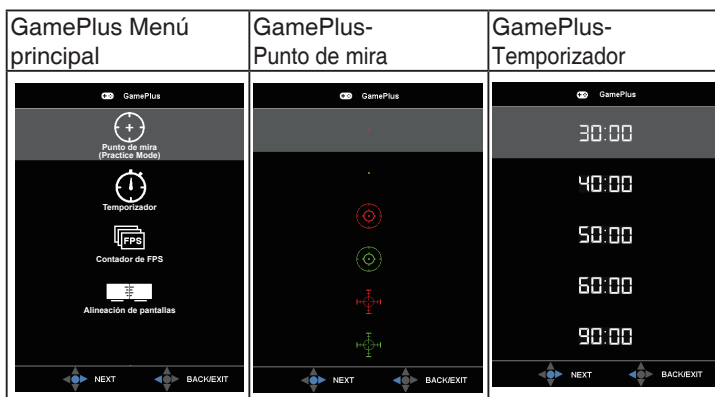 GamePlus Menú
principal
GamePlus-
Punto de mira
GamePlus-
Temporizador
GamePlus
Punto de mira
(Practice Mode)
Temporizador
FPS
Contador de FPS
Alineación de pantallas
NEXT BACK/EXIT
GamePlus
NEXT BACK/EXIT
GamePlus
30:00
40:00
50:00
60:00
90:00
NEXT BACK/EXIT